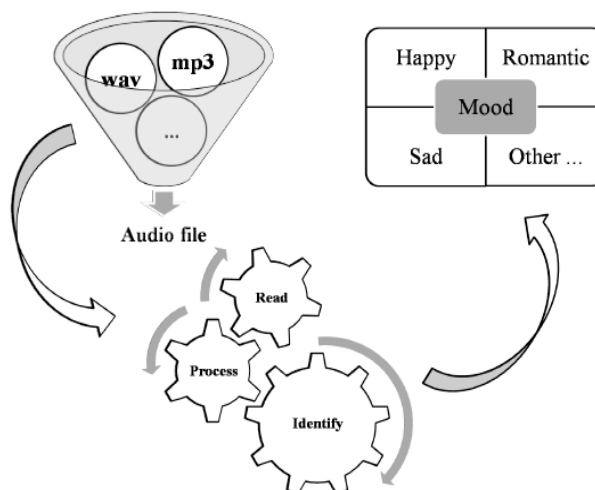 wav
mp3
...
Audio file
Happy
Romantic
Mood
Sad
Other ...
Read
Process
Identify